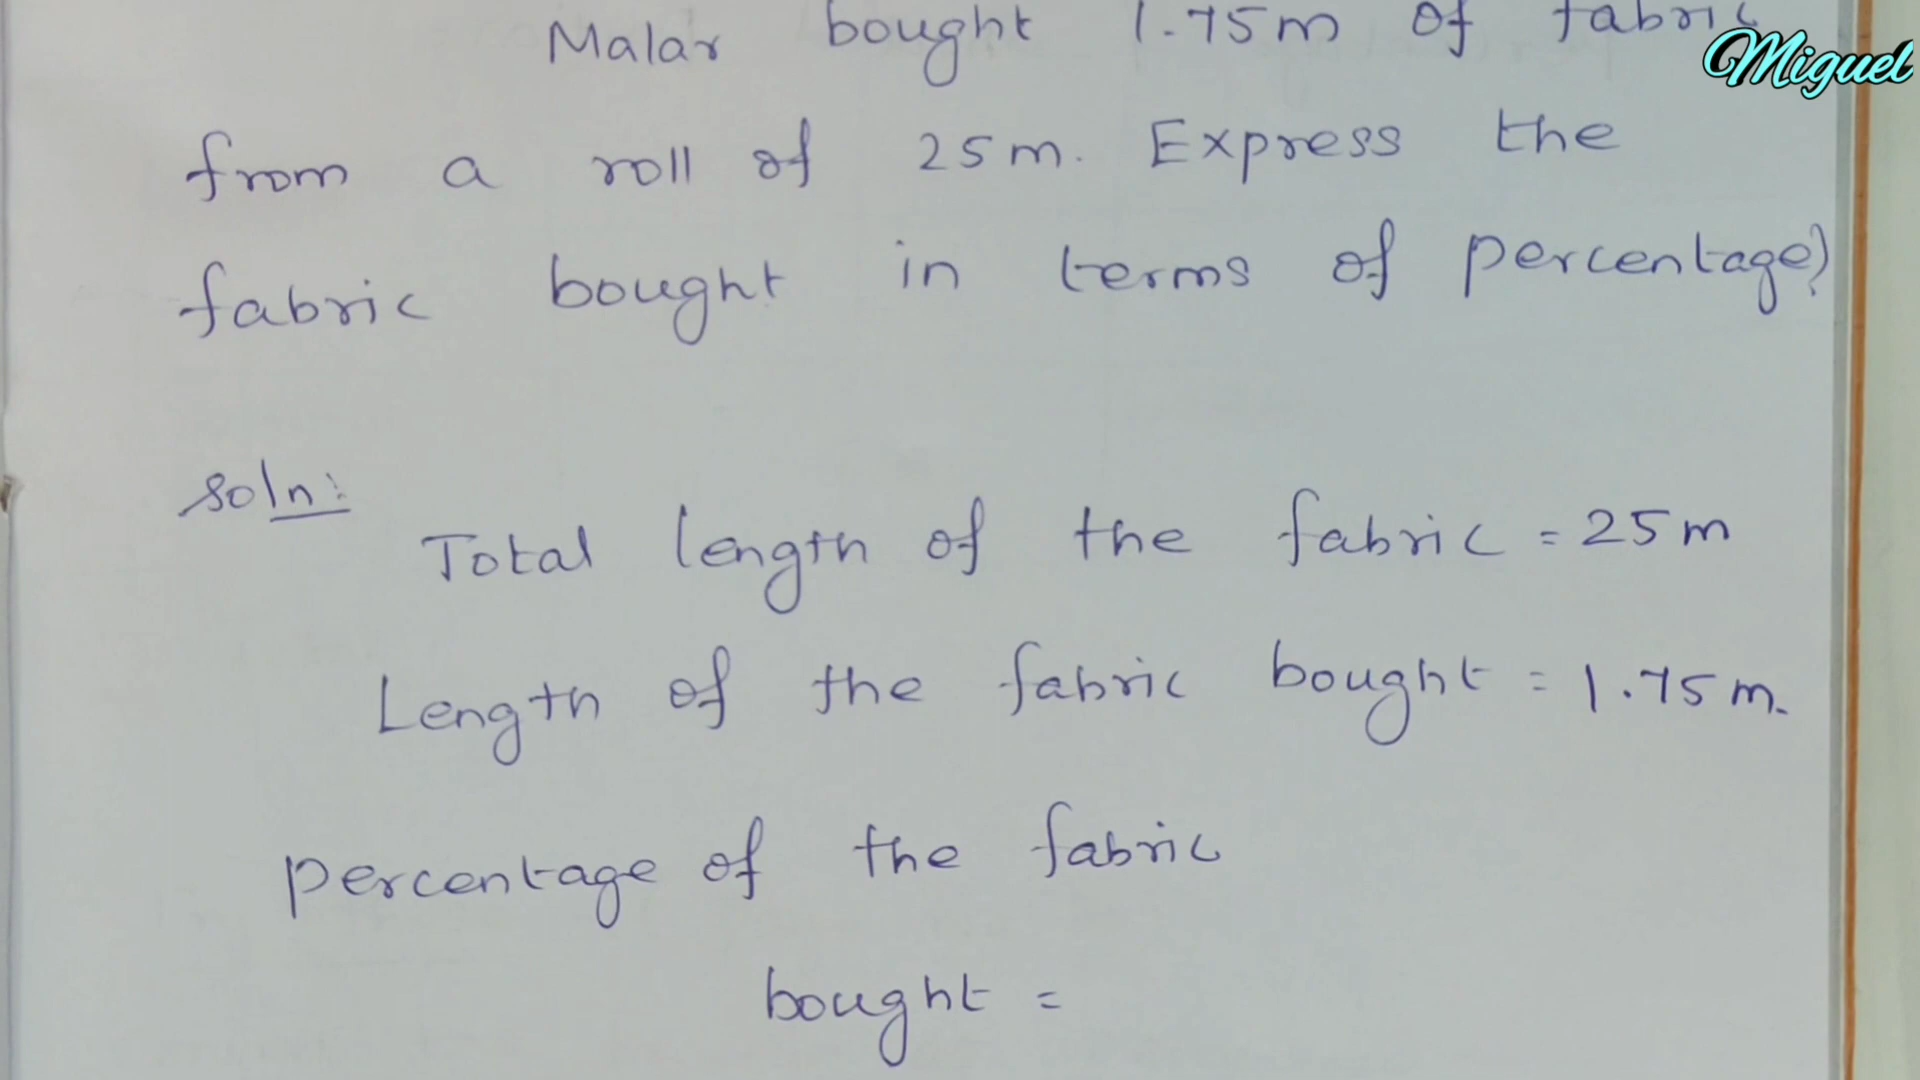 Malar bought 1.75m of fabric
Miguel
from a roll of 25m. Express the
fabric bought in terms of percentage?
soln:
Total length of the fabric = 25m
Length of the fabric bought = 1.75m.
percentage of the fabric
bought =